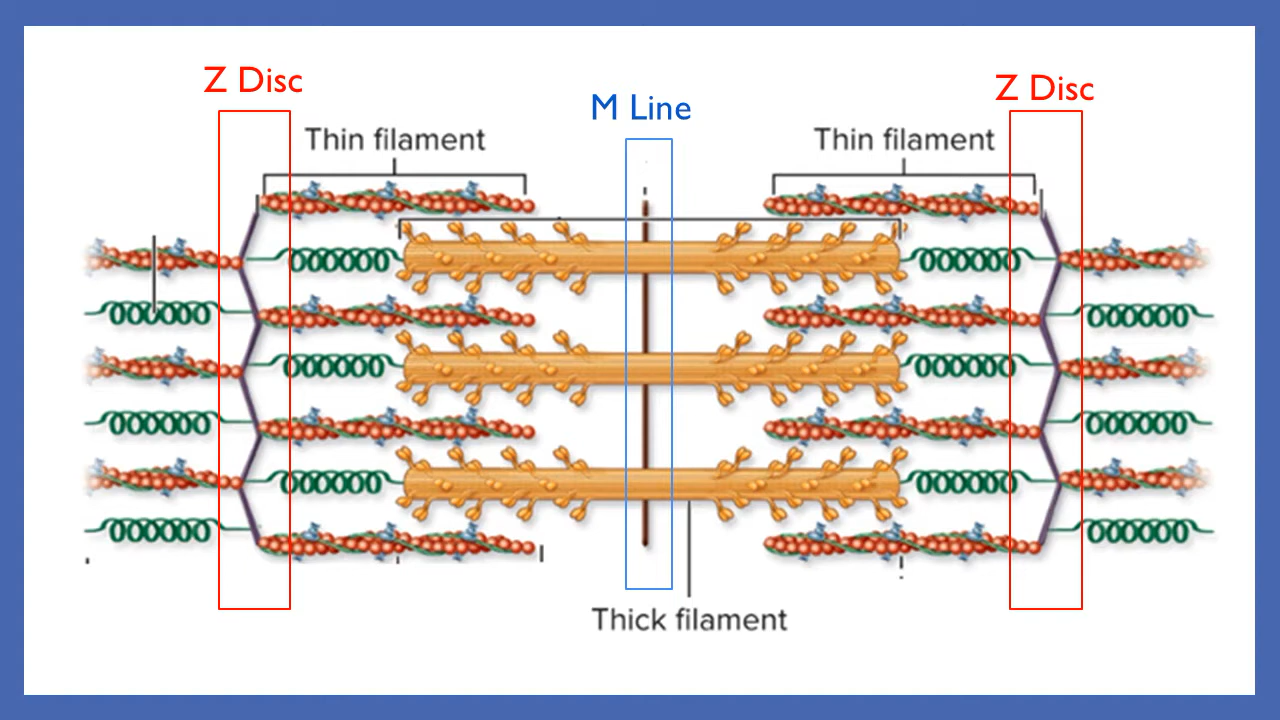 Z Disc
Z Disc
M Line
Thin filament
Thin filament
Thick filament